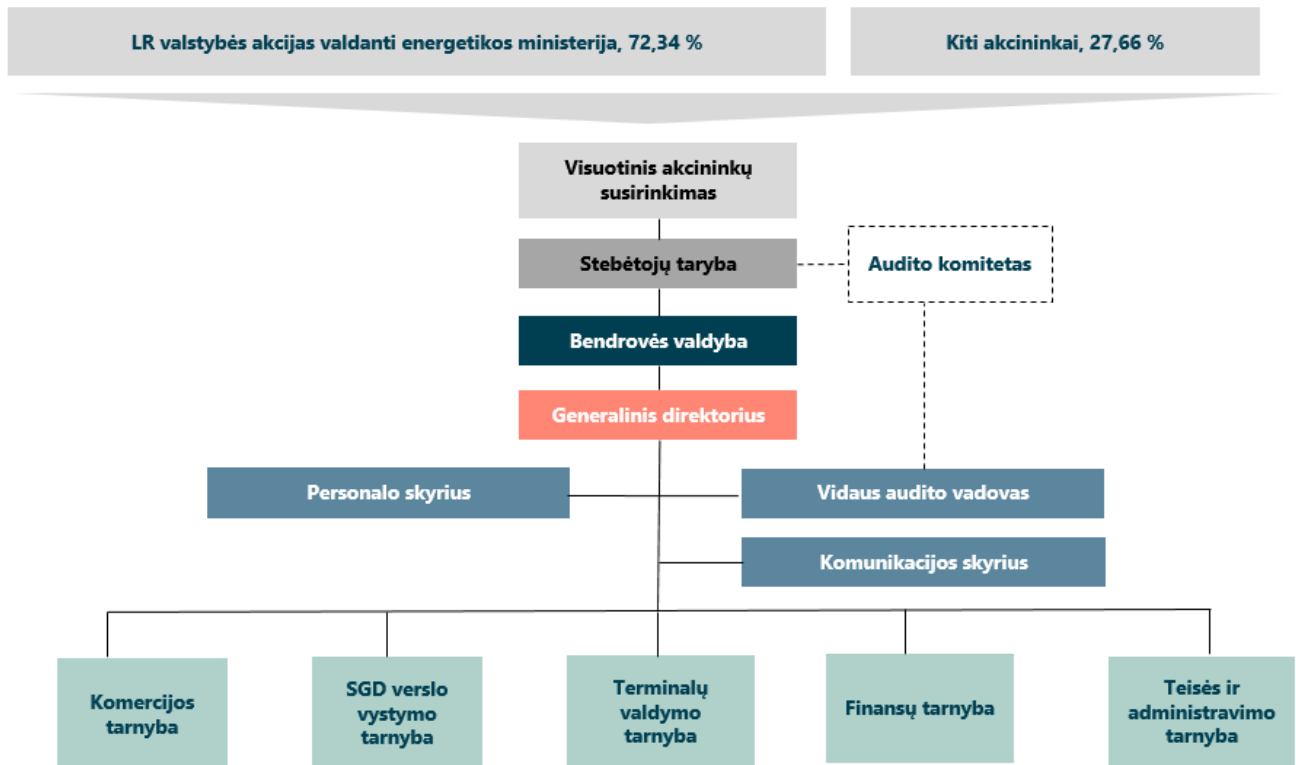 LR valstybės akcijas valdanti energetikos ministerija, 72,34 %
Kiti akcininkai, 27,66 %
Visuotinis akcininkų
susirinkimas
Stebėtojų taryba
Audito komitetas
Bendrovės valdyba
Generalinis direktorius
Personalo skyrius
Vidaus audito vadovas
Komunikacijos skyrius
Komercijos
tarnyba
SGD verslo
vystymo
tarnyba
Terminalų
valdymo
tarnyba
Finansų tarnyba
Teisės ir
administravimo
tarnyba